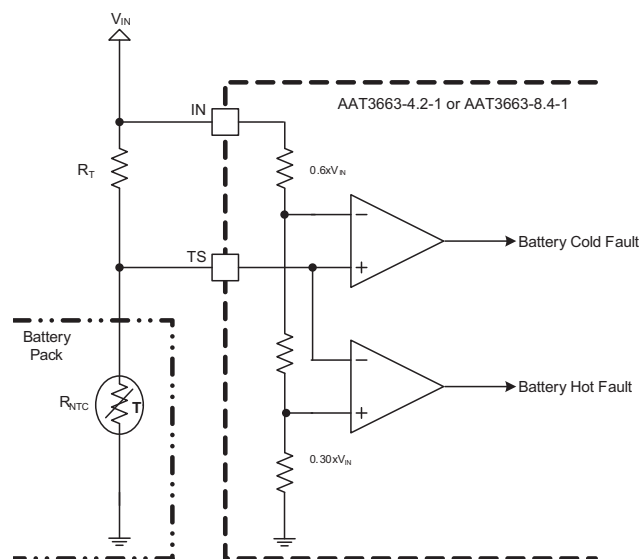 VIN
IN
AAT3663-4.2-1 or AAT3663-8.4-1
RT
0.6xVIN
−
Battery Cold Fault
TS
+
Battery
Pack
−
Battery Hot Fault
RNTC
T
+
0.30xVIN